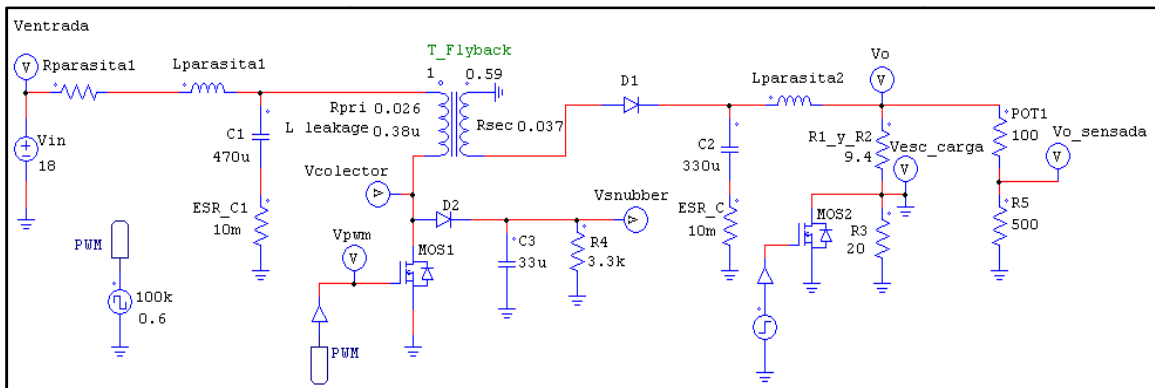 Ventrada
V
Rparasita1
Lparasita1
Vin
18
C1
470u
ESR_C1
10m
PWM
100k
0.6
T_Flyback
1
0.59
Rpri 0.026
L leakage 0.38u
Rsec 0.037
Vcolector
V
Vpwm
V
PWM
MOS1
D2
C3
33u
R4
3.3k
Vsnubber
V
D1
C2
330u
ESR_C
10m
Lparasita2
Vo
V
R1_y_R2
9.4
Vesc_carga
V
MOS2
R3
20
POT1
100
Vo_sensada
V
R5
500